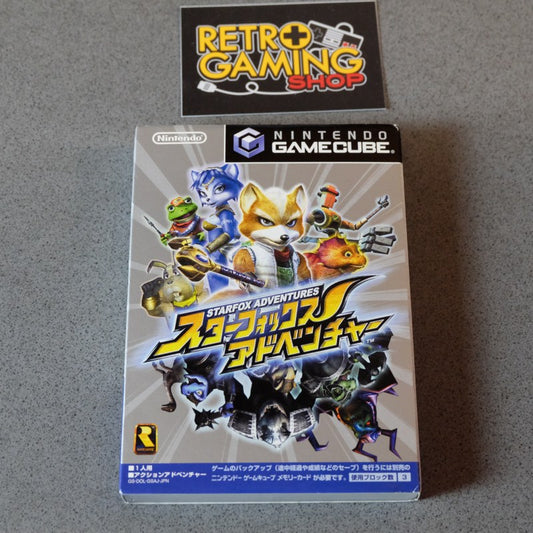 RETRO
GAMING
SHOP
Nintendo
NINTENDO
GAMECUBE
STARFOX ADVENTURES
スターフォックス
アドベンチャー
TM
■1人用
■アクションアドベンチャー
GS-DOL-GSAJ-JPN
ゲームのバックアップ（途中経過や成績などのセーブ）を行うには別売の
ニンテンドーゲームキューブ メモリーカードが必要です。 使用ブロック数 3